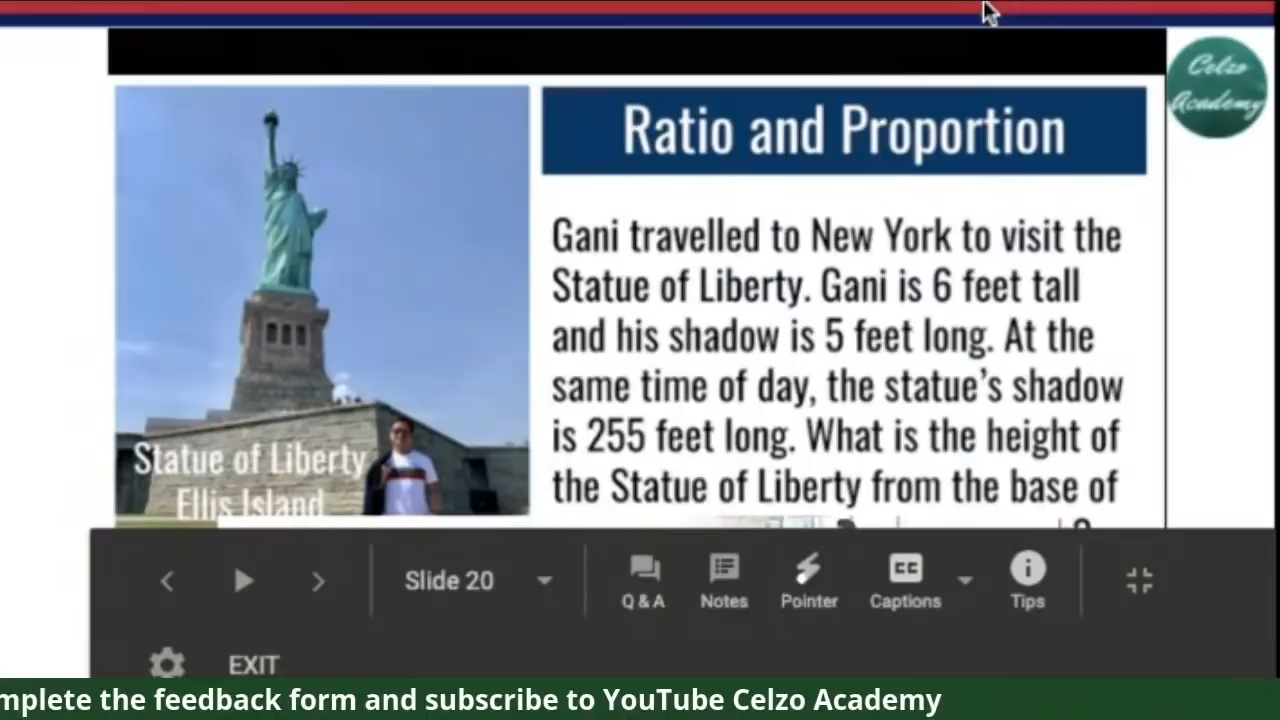 Celzo
Academy
Ratio and Proportion
Gani travelled to New York to visit the
Statue of Liberty. Gani is 6 feet tall
and his shadow is 5 feet long. At the
same time of day, the statue's shadow
is 255 feet long. What is the height of
the Statue of Liberty from the base of
Statue of Liberty
Ellis Island
Slide 20
Q & A
Notes
Pointer
CC
Captions
Tips
EXIT
mplete the feedback form and subscribe to YouTube Celzo Academy